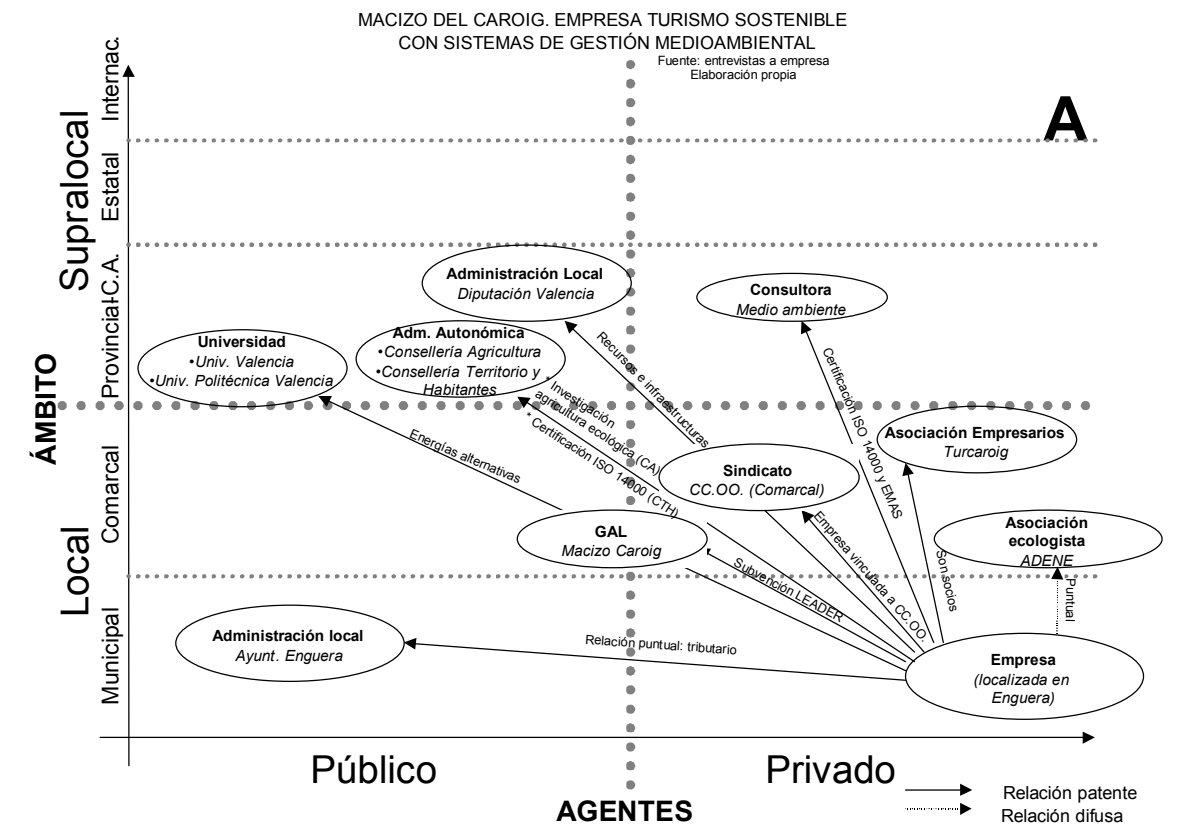 MACIZO DEL CAROIG. EMPRESA TURISMO SOSTENIBLE
CON SISTEMAS DE GESTIÓN MEDIOAMBIENTAL
Fuente: entrevistas a empresa
Elaboración propia
A
ÁMBITO
Supralocal
Local
Internac.
Estatal
Provincial-C.A.
Comarcal
Municipal
Administración Local
Diputación Valencia
Consultora
Medio ambiente
Universidad
•Univ. Valencia
•Univ. Politécnica Valencia
Adm. Autonómica
•Consellería Agricultura
•Consellería Territorio y
Habitantes
Recursos e infraestructuras
* Investigación
agricultura ecológica (CA)
* Certificación ISO 14000 (CTH)
Certificación ISO 14000 y EMAS
Energías alternativas
Asociación Empresarios
Turcaroig
Sindicato
CC.OO. (Comarcal)
GAL
Macizo Caroig
Asociación
ecologista
ADENE
Empresa vinculada a CC.OO.
Subvención LEADER
Son socios
Puntual
Administración local
Ayunt. Enguera
Relación puntual: tributario
Empresa
(localizada en
Enguera)
Público
Privado
AGENTES
Relación patente
Relación difusa